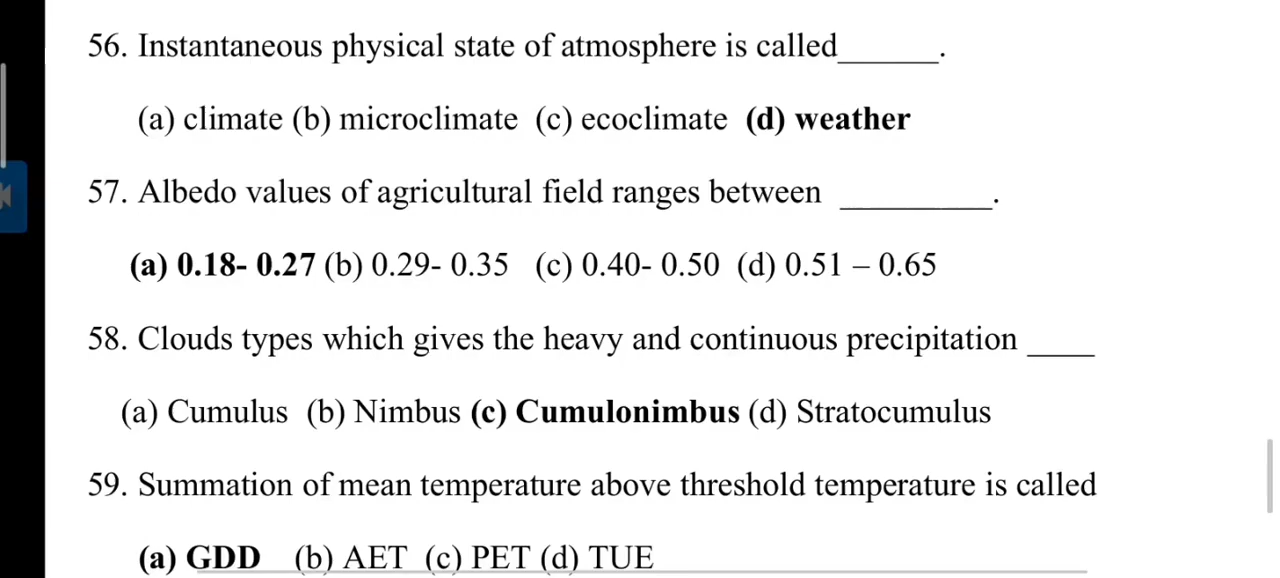 56. Instantaneous physical state of atmosphere is called______.
(a) climate (b) microclimate (c) ecoclimate (d) weather
57. Albedo values of agricultural field ranges between _________.
(a) 0.18- 0.27 (b) 0.29- 0.35 (c) 0.40- 0.50 (d) 0.51 – 0.65
58. Clouds types which gives the heavy and continuous precipitation ____
(a) Cumulus (b) Nimbus (c) Cumulonimbus (d) Stratocumulus
59. Summation of mean temperature above threshold temperature is called
(a) GDD (b) AET (c) PET (d) TUE